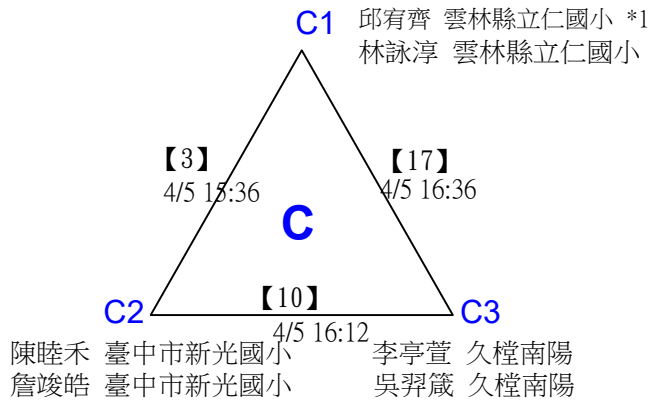 C1 邱宥齊 雲林縣立仁國小 *1
林詠淳 雲林縣立仁國小
【3】
4/5 15:36
【17】
4/5 16:36
C
【10】
4/5 16:12
C2
C3
陳睦禾 臺中市新光國小
詹竣皓 臺中市新光國小
李亭萱 久樘南陽
吳羿箴 久樘南陽